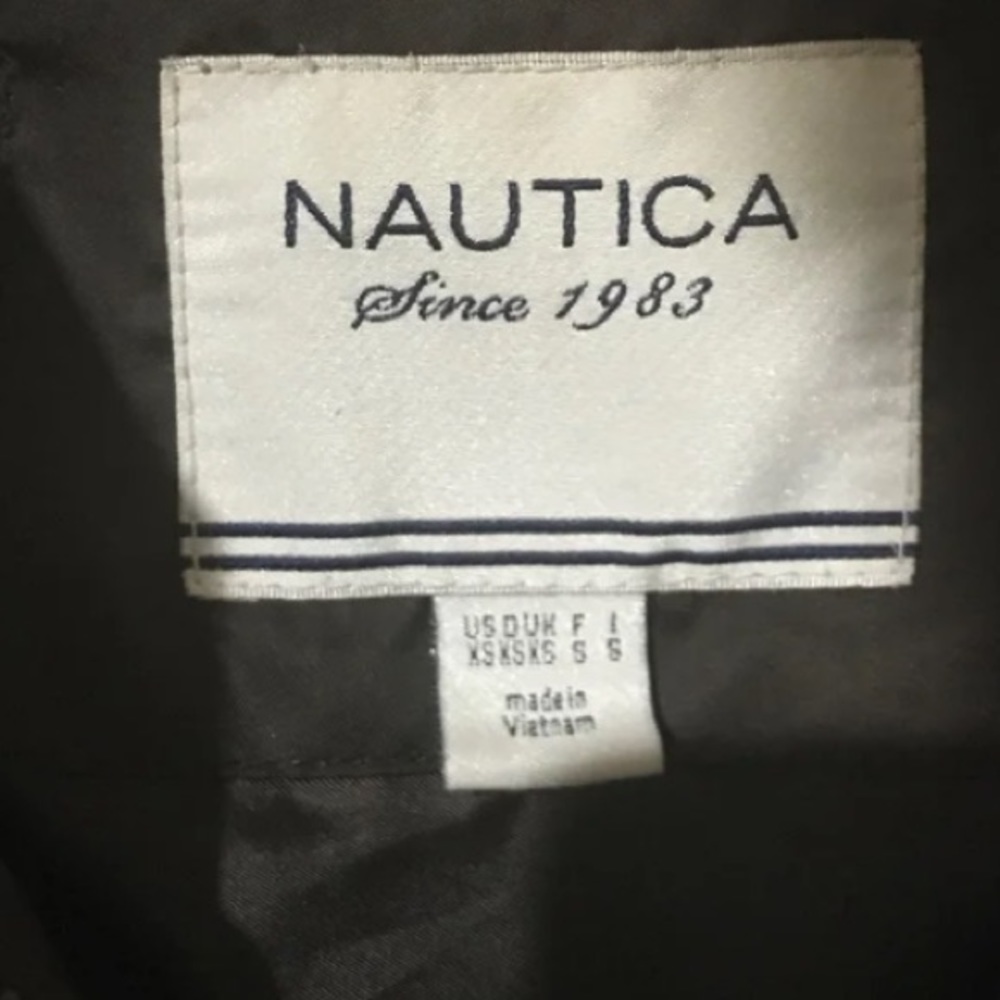 NAUTICA
Since 1983
US D UK F I
XS XS XS S S
made in
Vietnam